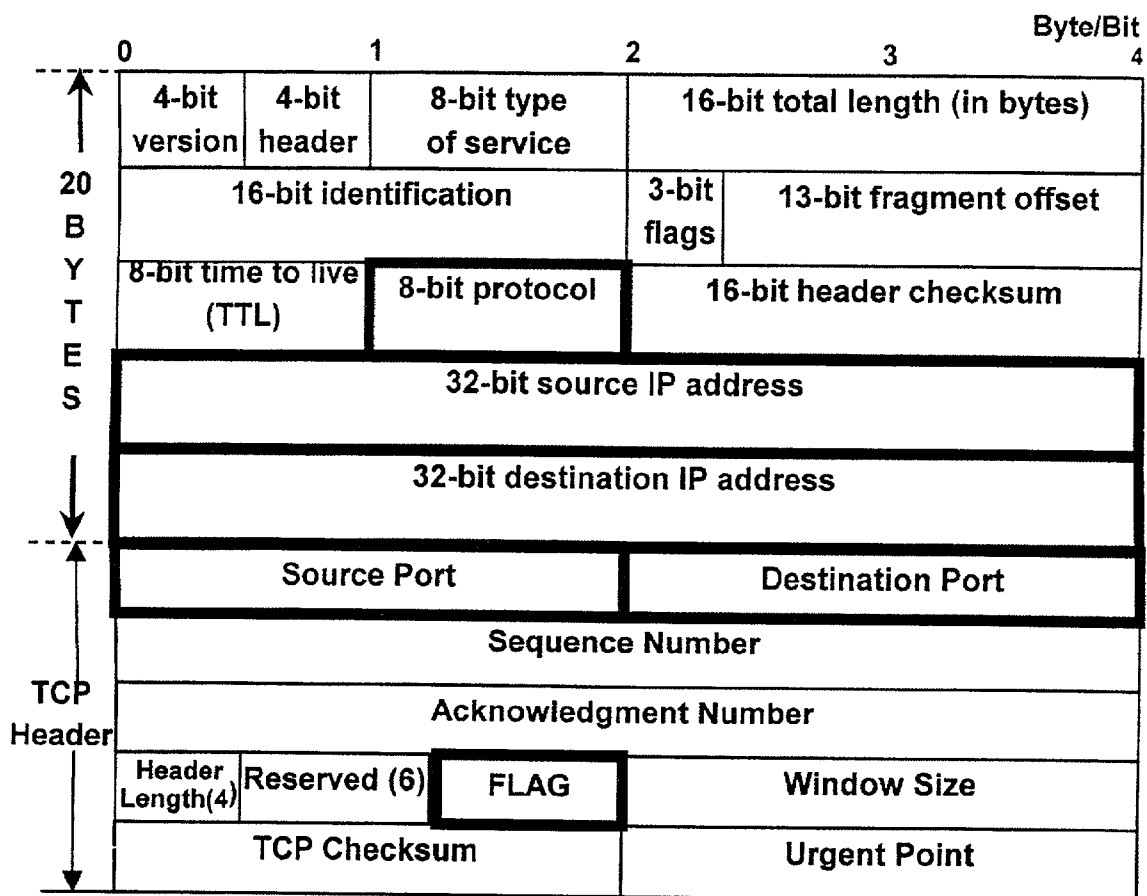 Byte/Bit
0 1 2 3 4
4-bit version
4-bit header
8-bit type of service
16-bit total length (in bytes)
20 BYTES
16-bit identification
3-bit flags
13-bit fragment offset
8-bit time to live (TTL)
8-bit protocol
16-bit header checksum
32-bit source IP address
32-bit destination IP address
Source Port
Destination Port
Sequence Number
TCP Header
Acknowledgment Number
Header Length(4)
Reserved (6)
FLAG
Window Size
TCP Checksum
Urgent Point